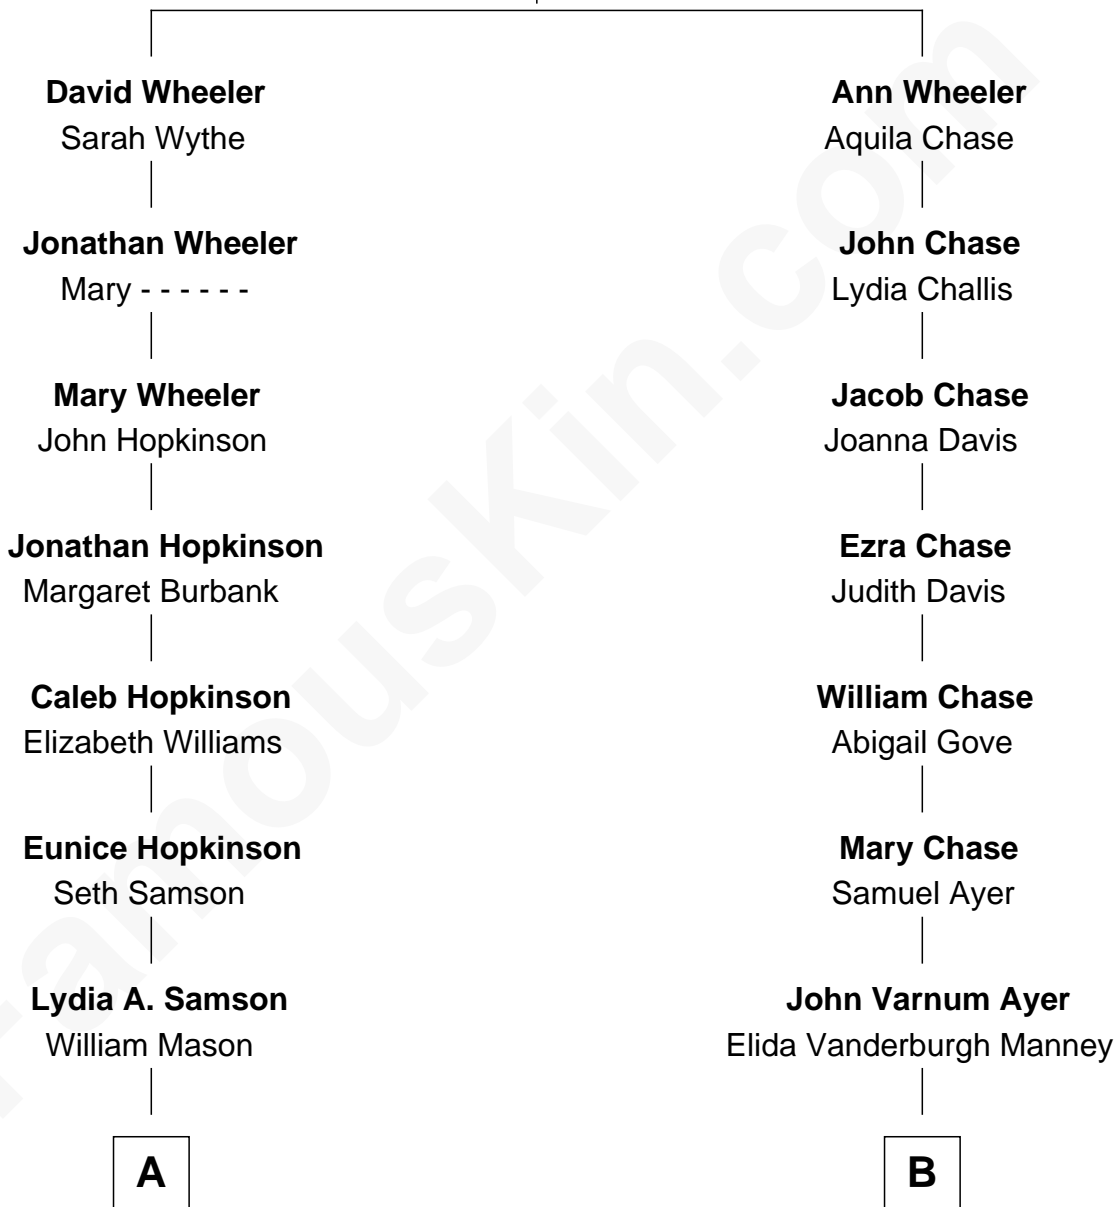 David Wheeler
Sarah Wythe
Jonathan Wheeler
Mary - - - - - -
Mary Wheeler
John Hopkinson
Jonathan Hopkinson
Margaret Burbank
Caleb Hopkinson
Elizabeth Williams
Eunice Hopkinson
Seth Samson
Lydia A. Samson
William Mason
A
Ann Wheeler
Aquila Chase
John Chase
Lydia Challis
Jacob Chase
Joanna Davis
Ezra Chase
Judith Davis
William Chase
Abigail Gove
Mary Chase
Samuel Ayer
John Varnum Ayer
Elida Vanderburgh Manney
B
FamousKin.com